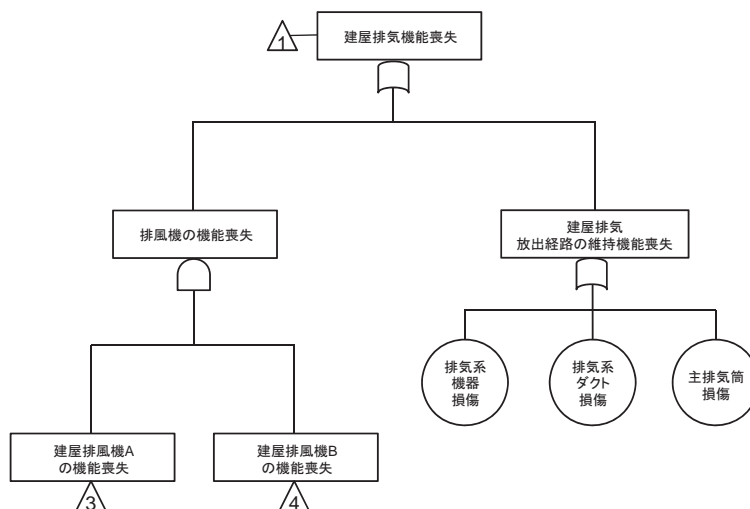 1
建屋排気機能喪失
排風機の機能喪失
建屋排気
放出経路の維持機能喪失
排気系
機器
損傷
排気系
ダクト
損傷
主排気筒
損傷
建屋排風機A
の機能喪失
建屋排風機B
の機能喪失
3
4